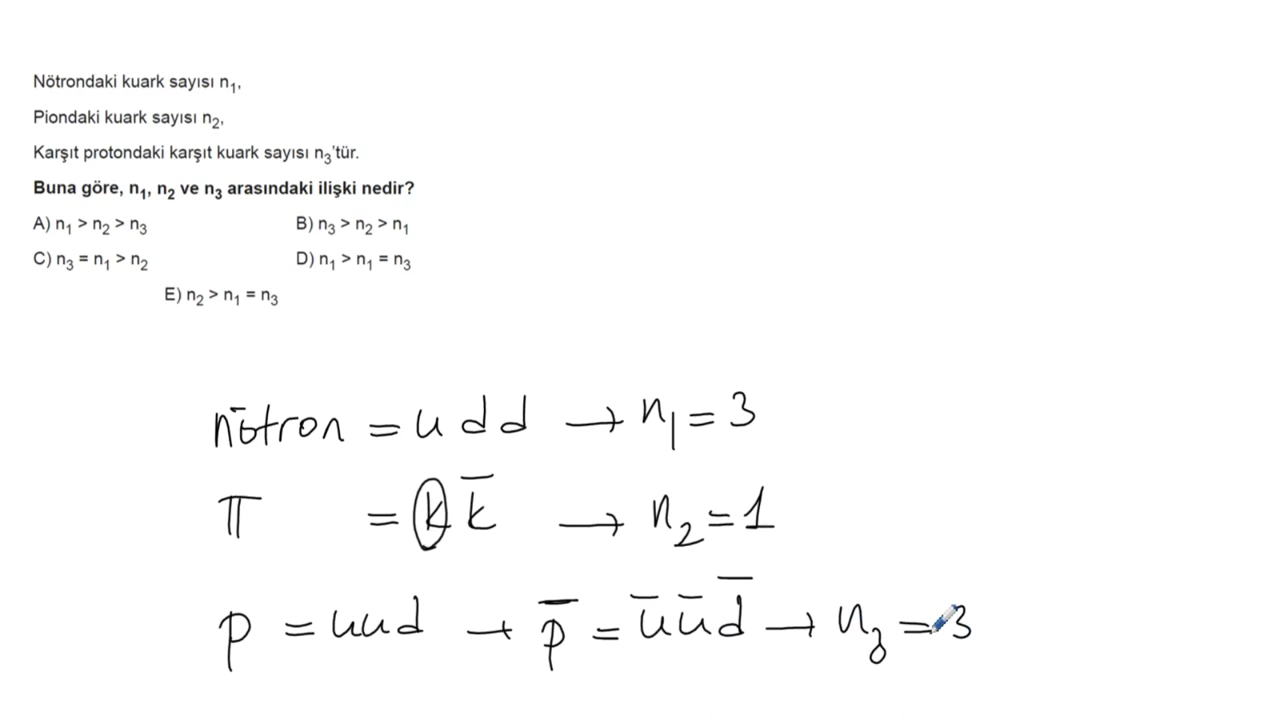 Nötrondaki kuark sayısı n₁,
Piondaki kuark sayısı n₂,
Karşıt protondaki karşıt kuark sayısı n₃'tür.
Buna göre, n₁, n₂ ve n₃ arasındaki ilişki nedir?
A) n₁ > n₂ > n₃ B) n₃ > n₂ > n₁
C) n₃ = n₁ > n₂ D) n₁ > n₁ = n₃
E) n₂ > n₁ = n₃
nötron = u d d → n₁ = 3
π = k k̅ → n₂ = 1
p = uud → p̅ = u̅ u̅ d̅ → n₃ = 3